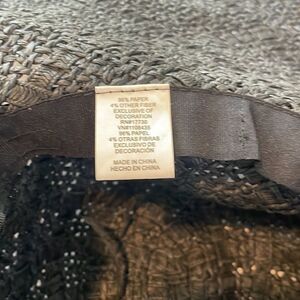 96% PAPER
4% OTHER FIBER
EXCLUSIVE OF
DECORATION
RN#17730
VN#1108435
96% PAPEL
4% OTRAS FIBRAS
EXCLUSIVO DE
DECORACIÓN
MADE IN CHINA
HECHO EN CHINA